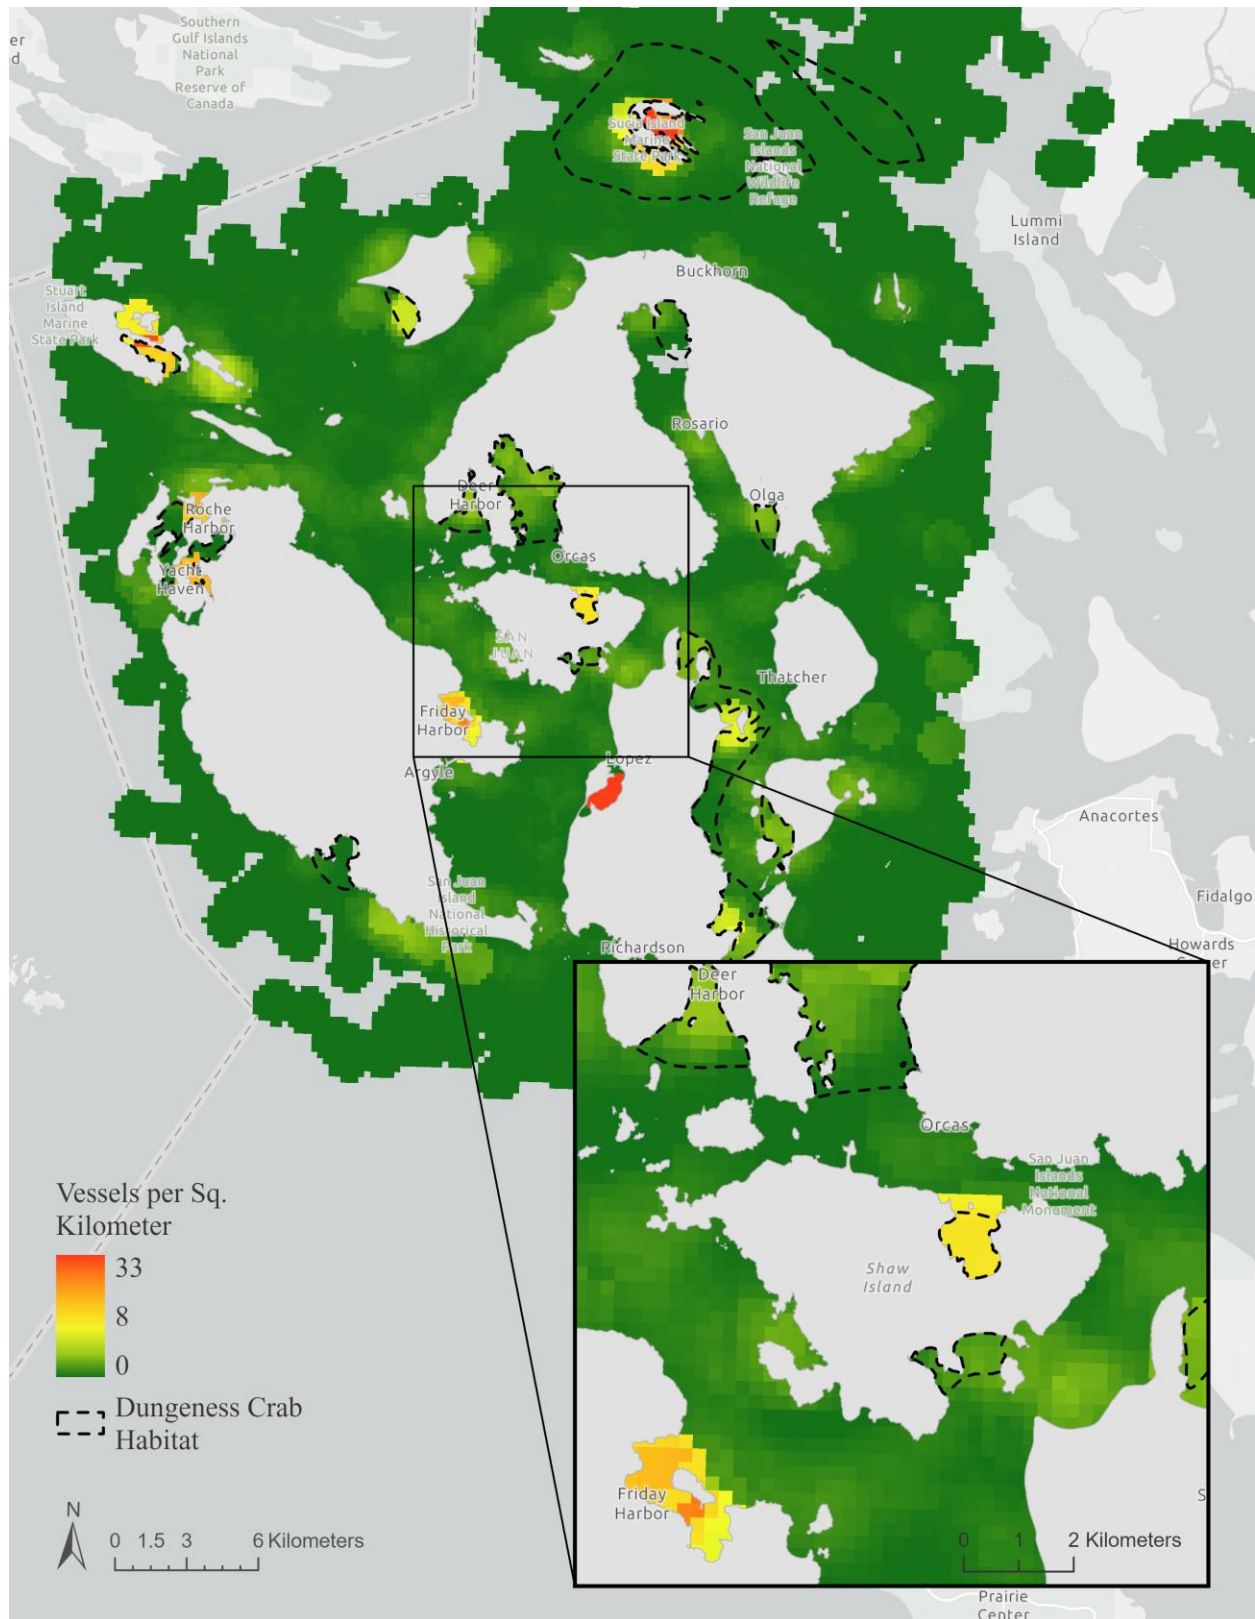 er
d
Southern
Gulf Islands
National
Park
Reserve of
Canada
Sucia Island
Marine
State Park
San Juan
Islands
National
Wildlife
Refuge
Lummi
Island
Buckhorn
Stuart
Island
Marine
State Park
Rosario
Deer
Harbor
Olga
Roche
Harbor
Orcas
Yacht
Haven
SAN
JUAN
Thatcher
Friday
Harbor
Lopez
Argyle
Anacortes
San Juan
Island
National
Historical
Park
Fidalgo
Richardson
Howards
Deer
Harbor
Orcas
San Juan
Islands
National
Monument
Shaw
Island
Friday
Harbor
S
0 1 2 Kilometers
Vessels per Sq.
Kilometer
33
8
0
Dungeness Crab
Habitat
N
0 1.5 3 6 Kilometers
Prairie
Center